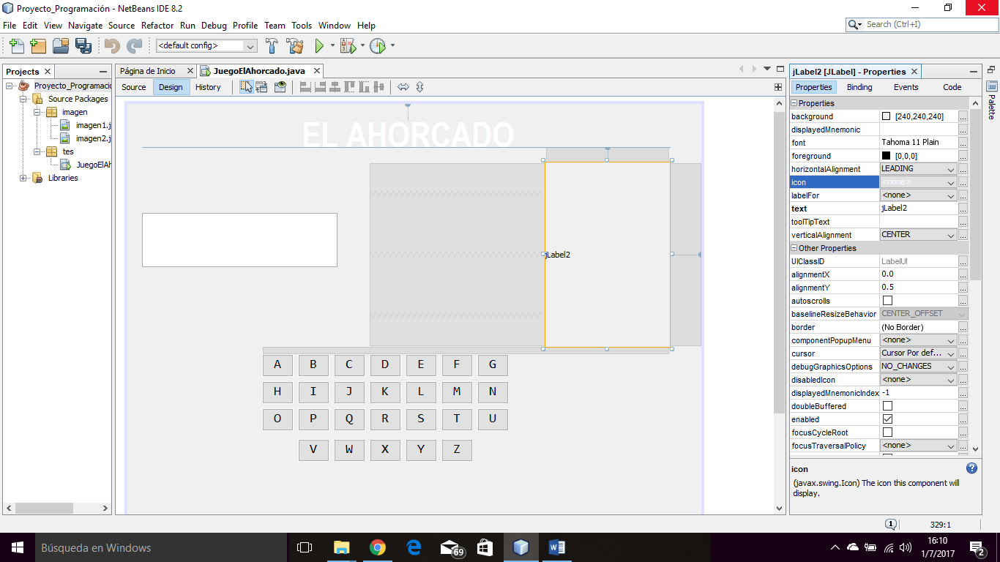 Proyecto_Programación - NetBeans IDE 8.2
File Edit View Navigate Source Refactor Run Debug Profile Team Tools Window Help
Search (Ctrl+I)
<default config>
Projects
Proyecto_Programació
Source Packages
imagen
imagen1.j
imagen2.j
tes
JuegoElAh
Libraries
Página de Inicio
JuegoElAhorcado.java
Source Design History
EL AHORCADO
jLabel2
A B C D E F G
H I J K L M N
O P Q R S T U
V W X Y Z
jLabel2 [JLabel] - Properties
Properties Binding Events Code
Properties
background [240,240,240] ...
displayedMnemonic ...
font Tahoma 11 Plain ...
foreground [0,0,0] ...
horizontalAlignment LEADING ...
icon <none> ...
labelFor <none> ...
text jLabel2 ...
toolTipText ...
verticalAlignment CENTER ...
Other Properties
UIClassID LabelUI ...
alignmentX 0.0 ...
alignmentY 0.5 ...
autoscrolls ...
baselineResizeBehavior CENTER_OFFSET ...
border (No Border) ...
componentPopupMenu <none> ...
cursor Cursor Por def... ...
debugGraphicsOptions NO_CHANGES ...
disabledIcon <none> ...
displayedMnemonicIndex -1 ...
doubleBuffered ...
enabled ...
focusCycleRoot ...
focusTraversalPolicy <none> ...
icon
(javax.swing.Icon) The icon this component will
display.
Palette
1
329:1
Búsqueda en Windows
69
16:10
1/7/2017
2